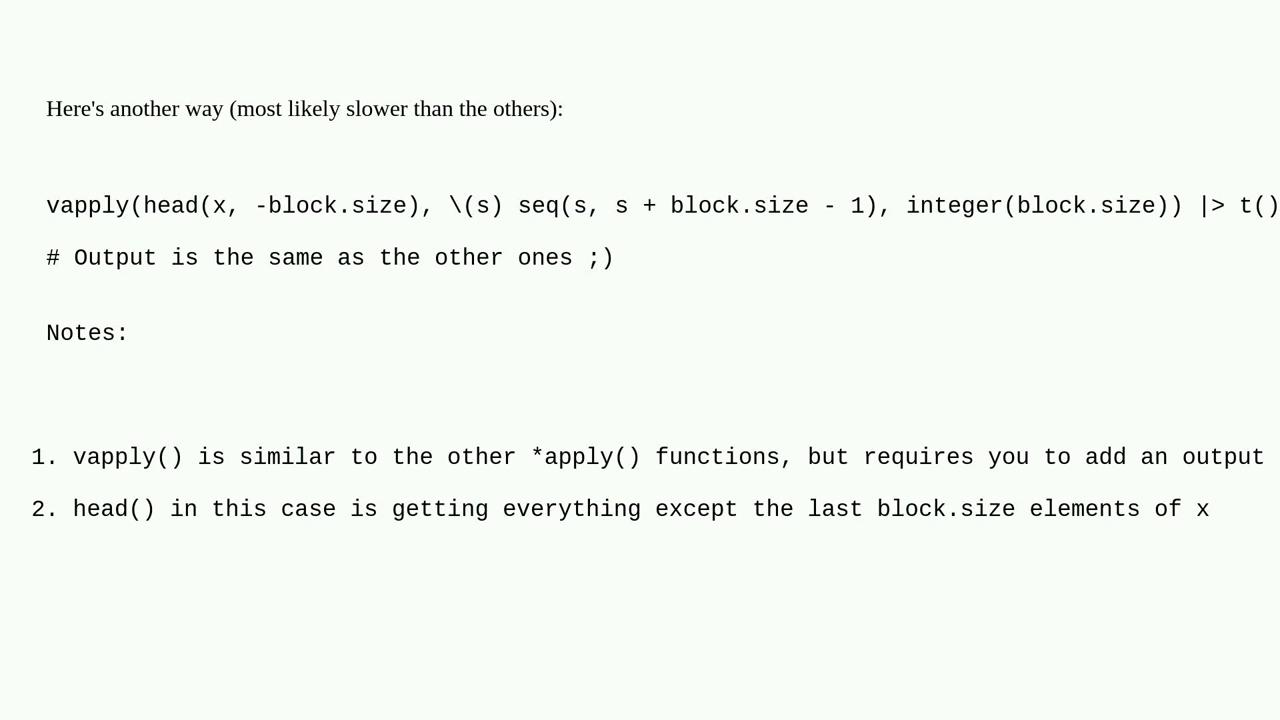 Here's another way (most likely slower than the others):
vapply(head(x, -block.size), \(s) seq(s, s + block.size - 1), integer(block.size)) |> t()
# Output is the same as the other ones ;)
Notes:
1. vapply() is similar to the other *apply() functions, but requires you to add an output
2. head() in this case is getting everything except the last block.size elements of x